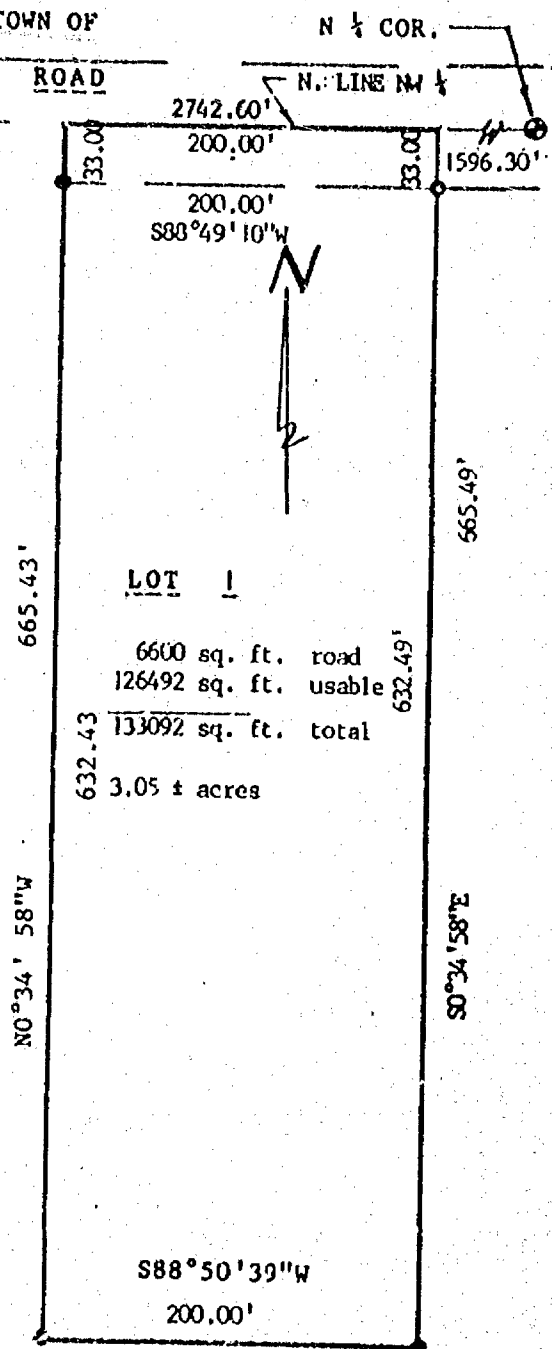 TOWN OF
N ¼ COR.
ROAD
N. LINE NW ¼
2742.60'
33.00
200.00'
33.00
1596.30'
200.00'
S88°49'10"W
N
665.49'
665.43'
LOT 1
6600 sq. ft. road
126492 sq. ft. usable
632.49'
133092 sq. ft. total
632.43
3.05 ± acres
N0°34' 58"W
S0°34'58"E
S88°50'39"W
200.00'